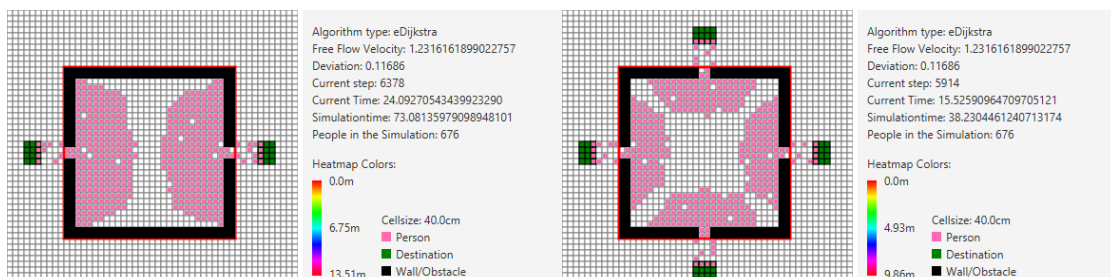 Algorithm type: eDijkstra
Free Flow Velocity: 1.2316161899022757
Deviation: 0.11686
Current step: 6378
Current Time: 24.09270543439923290
Simulationtime: 73.08135979098948101
People in the Simulation: 676
Heatmap Colors:
0.0m
6.75m
13.51m
Cellsize: 40.0cm
Person
Destination
Wall/Obstacle
Algorithm type: eDijkstra
Free Flow Velocity: 1.2316161899022757
Deviation: 0.11686
Current step: 5914
Current Time: 15.52590964709705121
Simulationtime: 38.2304461240713174
People in the Simulation: 676
Heatmap Colors:
0.0m
4.93m
9.86m
Cellsize: 40.0cm
Person
Destination
Wall/Obstacle